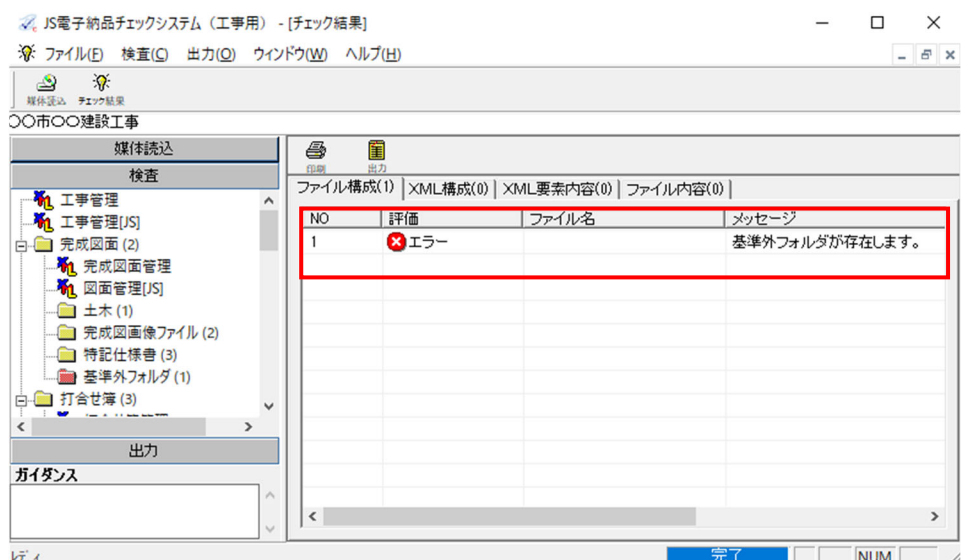 JS電子納品チェックシステム（工事用） - [チェック結果]
ファイル(F) 検査(C) 出力(O) ウィンドウ(W) ヘルプ(H)
媒体読込 チェック結果
〇〇市〇〇建設工事
媒体読込
検査
工事管理
工事管理[JS]
完成図面 (2)
完成図面管理
図面管理[JS]
土木 (1)
完成図画像ファイル (2)
特記仕様書 (3)
基準外フォルダ (1)
打合せ簿 (3)
出力
ガイダンス
印刷 出力
ファイル構成(1) XML構成(0) XML要素内容(0) ファイル内容(0)
NO 評価 ファイル名 メッセージ
1 エラー 基準外フォルダが存在します。
レディ 完了 NUM